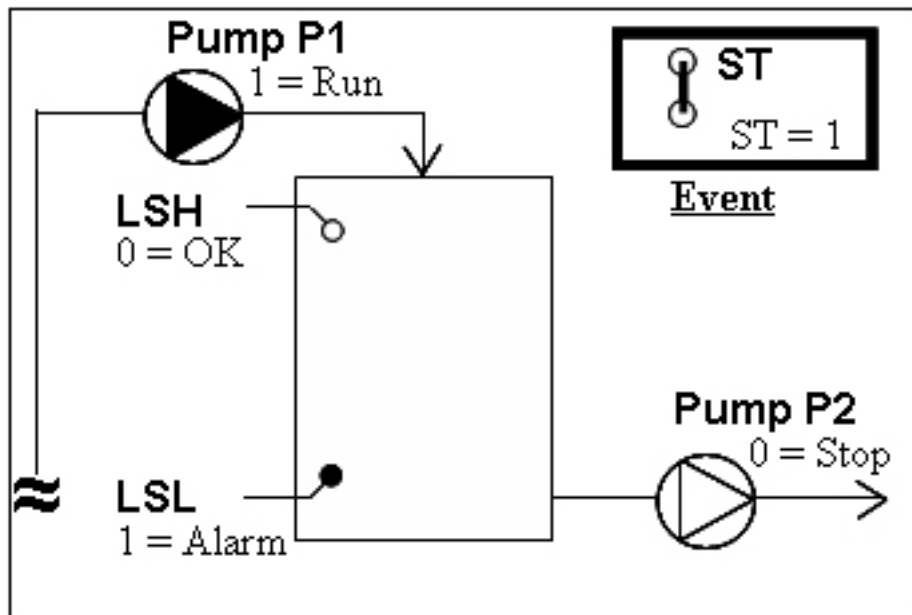 Pump P1
1 = Run
ST
ST = 1
Event
LSH
0 = OK
Pump P2
0 = Stop
LSL
1 = Alarm